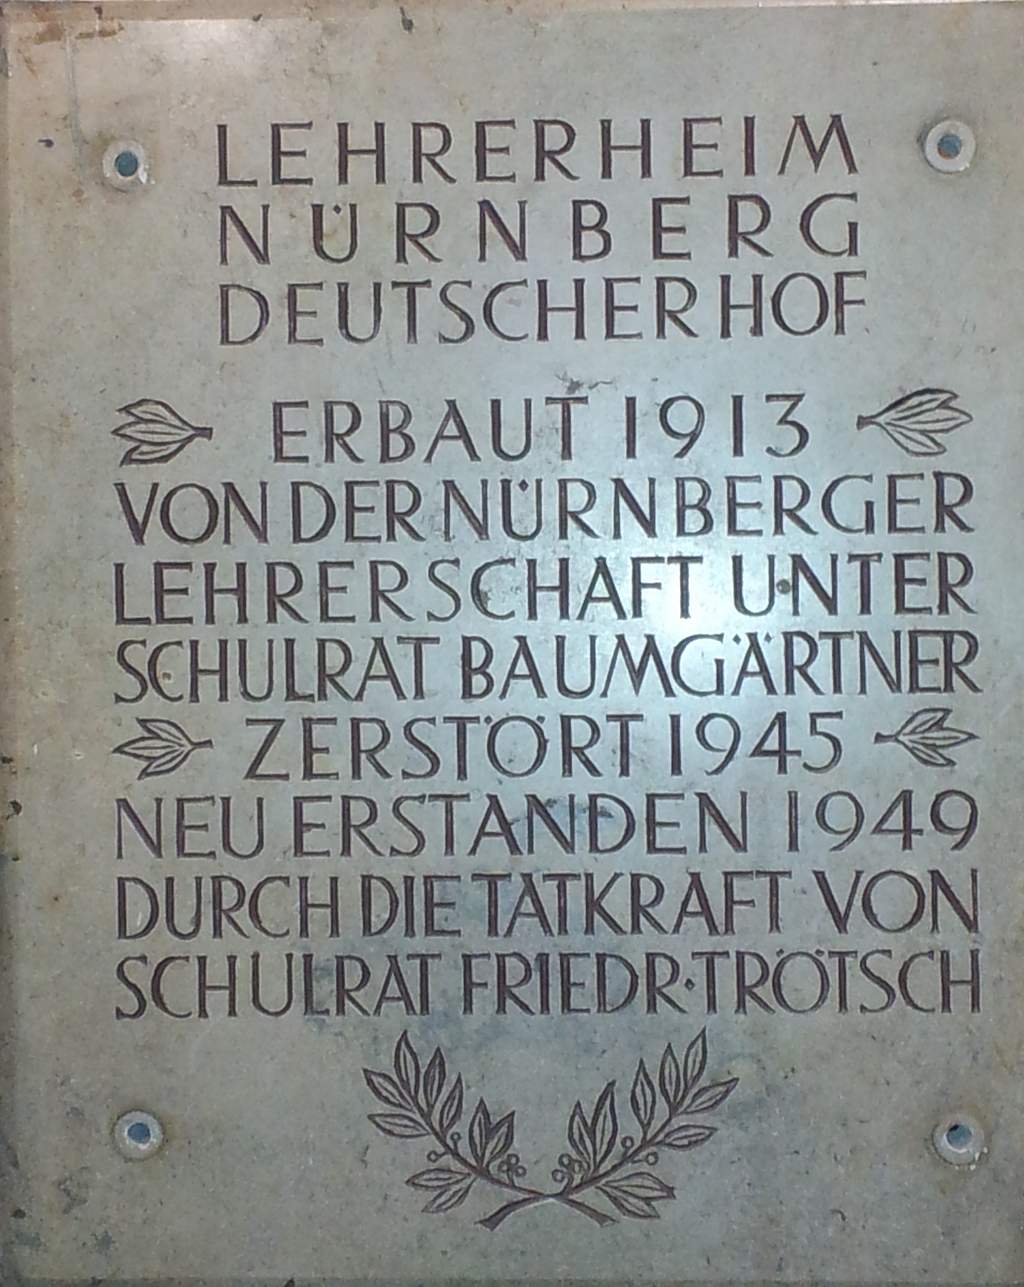 LEHRERHEIM
NÜRNBERG
DEUTSCHER HOF
ERBAUT 1913
VON DER NÜRNBERGER
LEHRERSCHAFT UNTER
SCHULRAT BAUMGÄRTNER
ZERSTÖRT 1945
NEU ERSTANDEN 1949
DURCH DIE TATKRAFT VON
SCHULRAT FRIEDR·TRÖTSCH